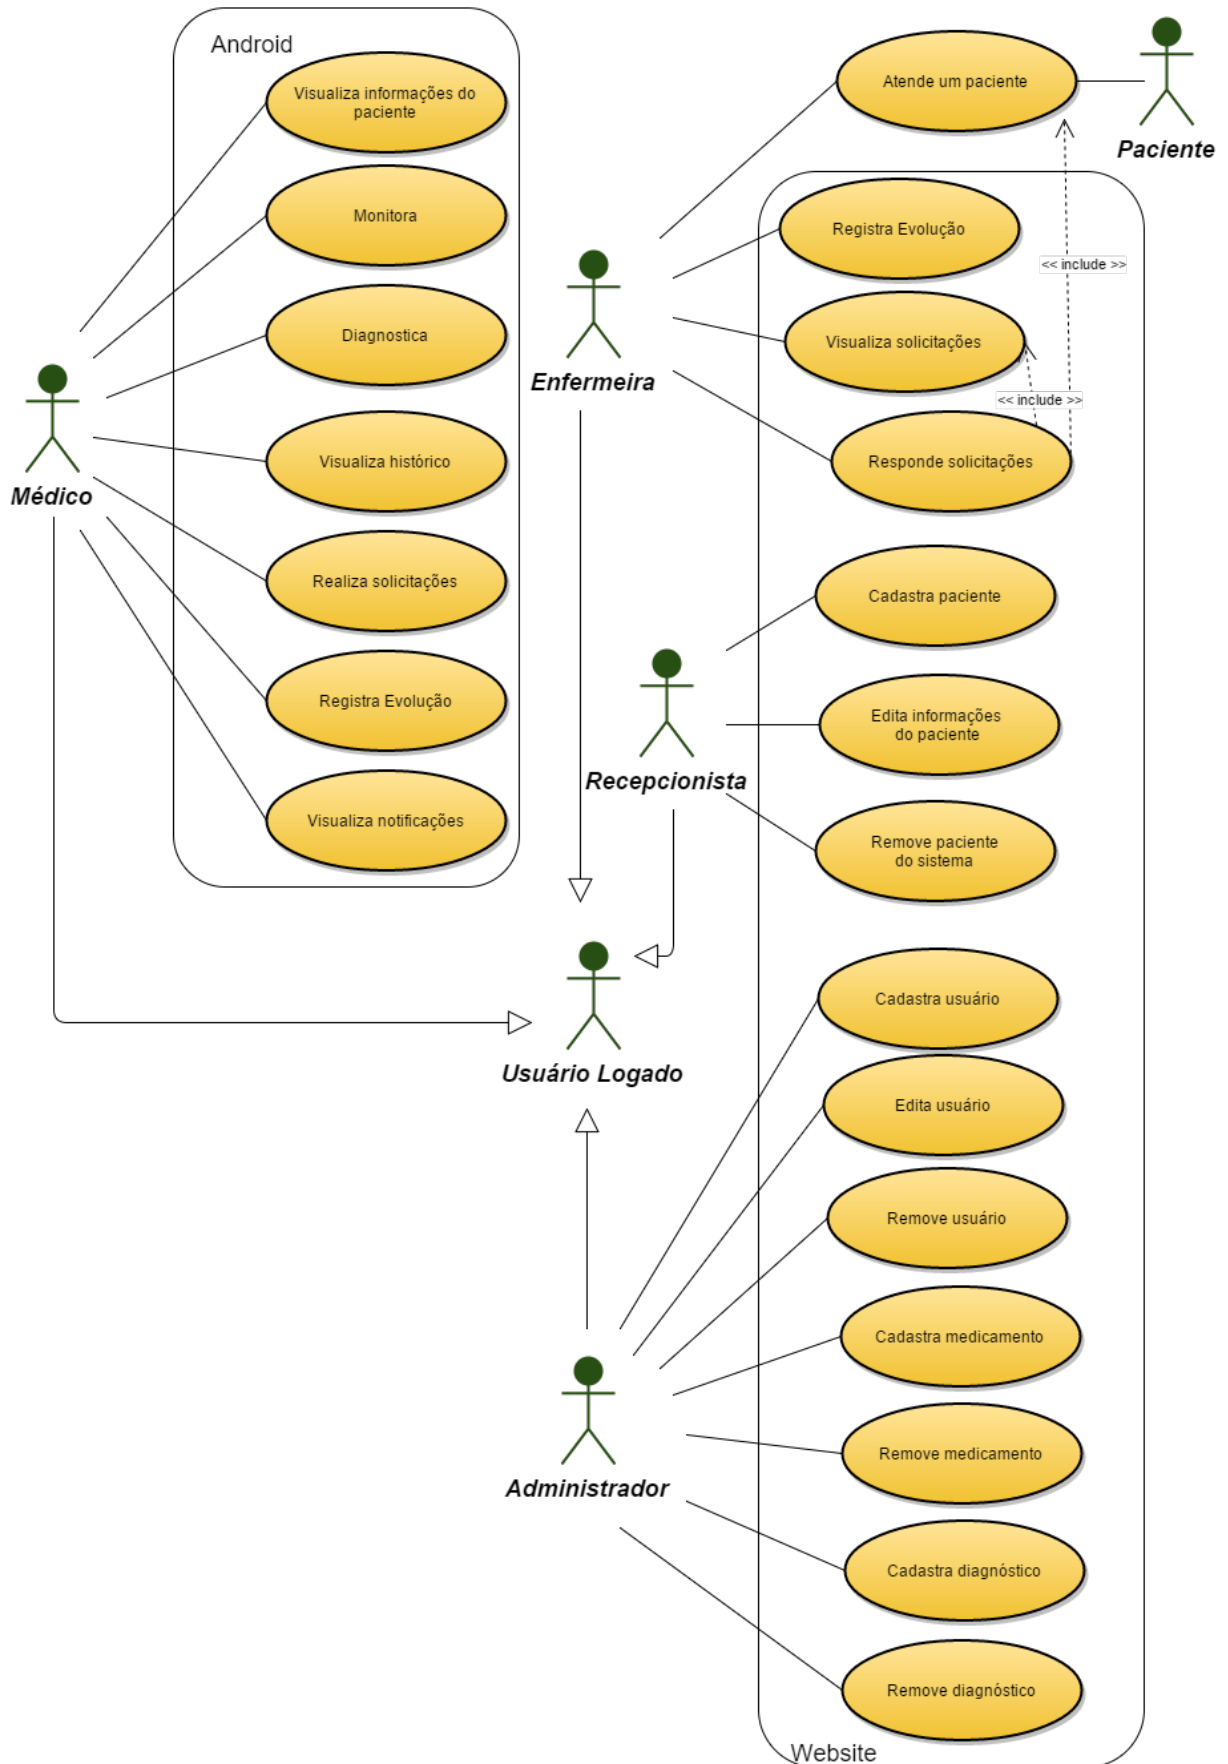 Android
Visualiza informações do
paciente
Monitora
Diagnostica
Médico
Visualiza histórico
Realiza solicitações
Registra Evolução
Visualiza notificações
Atende um paciente
Paciente
Registra Evolução
<< include >>
Enfermeira
Visualiza solicitações
<< include >>
Responde solicitações
Cadastra paciente
Recepcionista
Edita informações
do paciente
Remove paciente
do sistema
Usuário Logado
Cadastra usuário
Edita usuário
Remove usuário
Cadastra medicamento
Administrador
Remove medicamento
Cadastra diagnóstico
Remove diagnóstico
Website